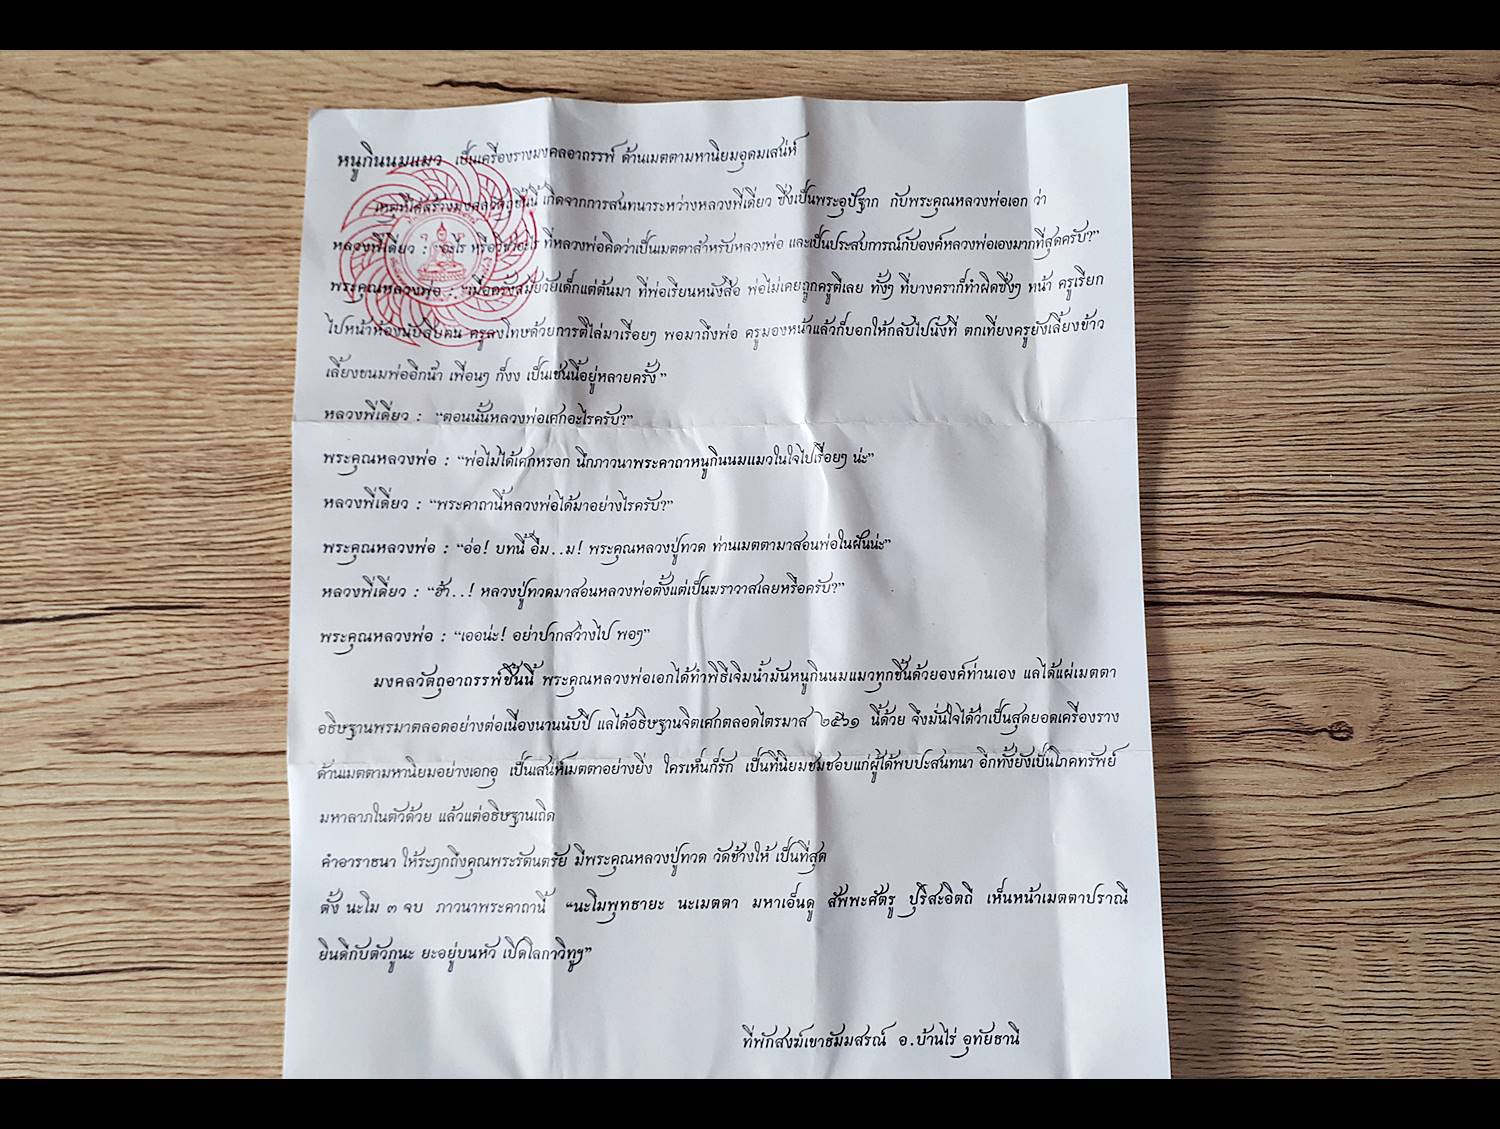 หนูกินนมแมว เป็นเครื่องรางมงคลอาถรรพ์ ด้านเมตตามหานิยมอุดมเสน่ห์
เหตุที่ได้สร้างมงคลวัตถุชิ้นนี้ เกิดจากการสนทนาระหว่างหลวงพี่เดี่ยว ซึ่งเป็นพระอุปัฐาก กับพระคุณหลวงพ่อเอก ว่า
หลวงพี่เดี่ยว : "อะไร หรือวิชาอะไร ที่หลวงพ่อคิดว่าเป็นเมตตาสำหรับหลวงพ่อ และเป็นประสบการณ์กับองค์หลวงพ่อเองมากที่สุดครับ?"
พระคุณหลวงพ่อ : "เมื่อครั้งสมัยวัยเด็กแต่ต้นมา ที่พ่อเรียนหนังสือ พ่อไม่เคยถูกครูตีเลย ทั้งๆ ที่บางคราก็ทำผิดซึ่งๆ หน้า ครูเรียก
ไปหน้าห้องนับสิบคน ครูลงโทษด้วยการตีไล่มาเรื่อยๆ พอมาถึงพ่อ ครูมองหน้าแล้วก็บอกให้กลับไปนั่งที่ ตกเที่ยงครูยังเลี้ยงข้าว
เลี้ยงขนมพ่ออีกน๊า เพื่อนๆ ก็งง เป็นเช่นนี้อยู่หลายครั้ง"
หลวงพี่เดี่ยว : "ตอนนั้นหลวงพ่อเศกอะไรครับ?"
พระคุณหลวงพ่อ : "พ่อไม่ได้เศกหรอก นึกภาวนาพระคาถาหนูกินนมแมวในใจไปเรื่อยๆ น่ะ"
หลวงพี่เดี่ยว : "พระคาถานี้หลวงพ่อได้มาอย่างไรครับ?"
พระคุณหลวงพ่อ : "อ่อ! บทนี้ อืม..ม! พระคุณหลวงปู่ทวด ท่านเมตตามาสอนพ่อในฝันน่ะ"
หลวงพี่เดี่ยว : "ฮ้า..! หลวงปู่ทวดมาสอนหลวงพ่อตั้งแต่เป็นฆราวาสเลยหรือครับ?"
พระคุณหลวงพ่อ : "เออน่ะ! อย่าปากสว่างไป พอๆ"
มงคลวัตถุอาถรรพ์ชิ้นนี้ พระคุณหลวงพ่อเอกได้ทำพิธีเจิมน้ำมันหนูกินนมแมวทุกชิ้นด้วยองค์ท่านเอง แลได้แผ่เมตตา
อธิษฐานพรมาตลอดอย่างต่อเนื่องนานนับปี แลได้อธิษฐานจิตเศกตลอดไตรมาส ๒๕๖๑ นี้ด้วย จึงมั่นใจได้ว่าเป็นสุดยอดเครื่องราง
ด้านเมตตามหานิยมอย่างเอกอุ เป็นเสน่ห์เมตตาอย่างยิ่ง ใครเห็นก็รัก เป็นที่นิยมชมชอบแก่ผู้ได้พบปะสนทนา อีกทั้งยังเป็นโภคทรัพย์
มหาลาภในตัวด้วย แล้วแต่อธิษฐานเถิด
คำอาราธนา ให้ระฦกถึงคุณพระรัตนตรัย มีพระคุณหลวงปู่ทวด วัดช้างให้ เป็นที่สุด
ตั้ง นะโม ๓ จบ ภาวนาพระคาถานี้ "นะโมพุทธายะ นะเมตตา มหาเอ็นดู สัพพะศัตรู ปุริสะอิตถี เห็นหน้าเมตตาปราณี
ยินดีกับตัวกูนะ ยะอยู่บนหัว เปิดโลกาวิทูฯ"
ที่พักสงฆ์เขาธัมมสรณ์ อ.บ้านไร่ อุทัยธานี